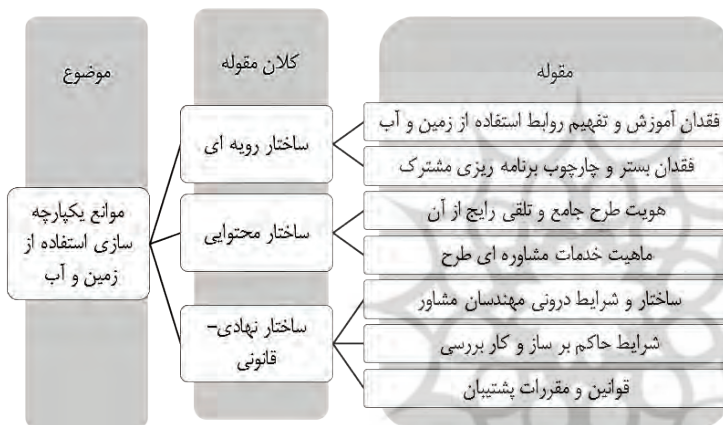 موضوع
کلان مقوله
مقوله
موانع یکپارچه
سازی استفاده از
زمین و آب
ساختار رویه ای
فقدان آموزش و تفهیم روابط استفاده از زمین و آب
فقدان بستر و چارچوب برنامه ریزی مشترک
ساختار محتوایی
هویت طرح جامع و تلقی رایج از آن
ماهیت خدمات مشاوره ای طرح
ساختار نهادی-
قانونی
ساختار و شرایط درونی مهندسان مشاور
شرایط حاکم بر ساز و کار بررسی
قوانین و مقررات پشتیبان